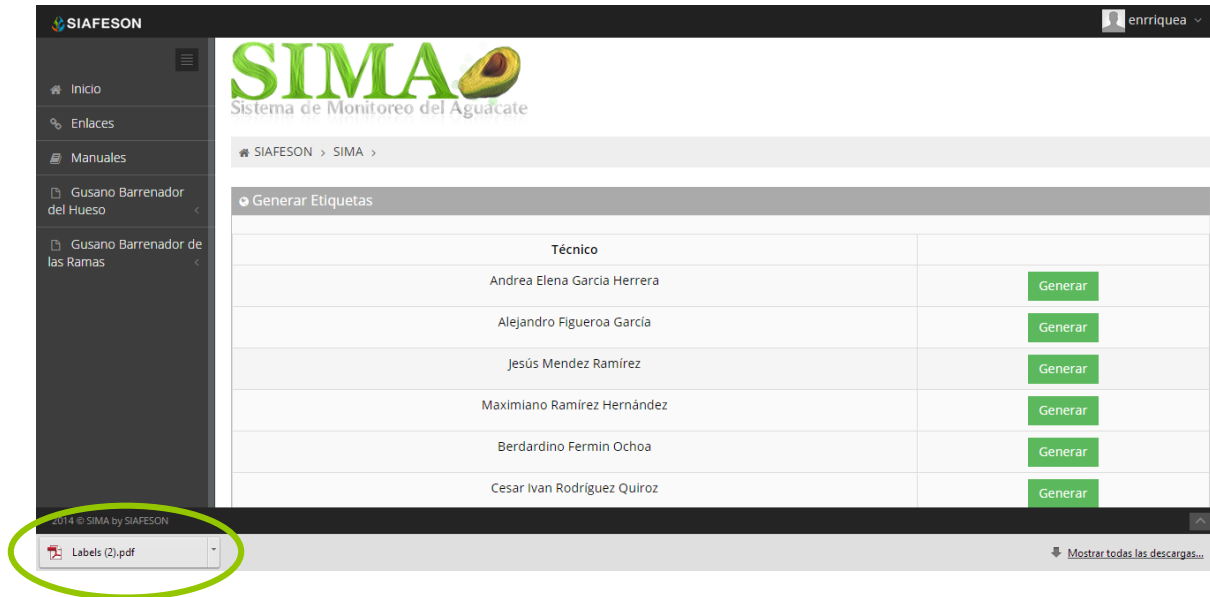 SIAFESON
enrriquea
Inicio
Enlaces
Manuales
Gusano Barrenador
del Hueso
Gusano Barrenador de
las Ramas
SIMA
Sistema de Monitoreo del Aguacate
SIAFESON > SIMA >
Generar Etiquetas
Técnico
Andrea Elena Garcia Herrera Generar
Alejandro Figueroa García Generar
Jesús Mendez Ramírez Generar
Maximiano Ramírez Hernández Generar
Berdardino Fermin Ochoa Generar
Cesar Ivan Rodríguez Quiroz Generar
2014 © SIMA by SIAFESON
Labels (2).pdf
Mostrar todas las descargas...